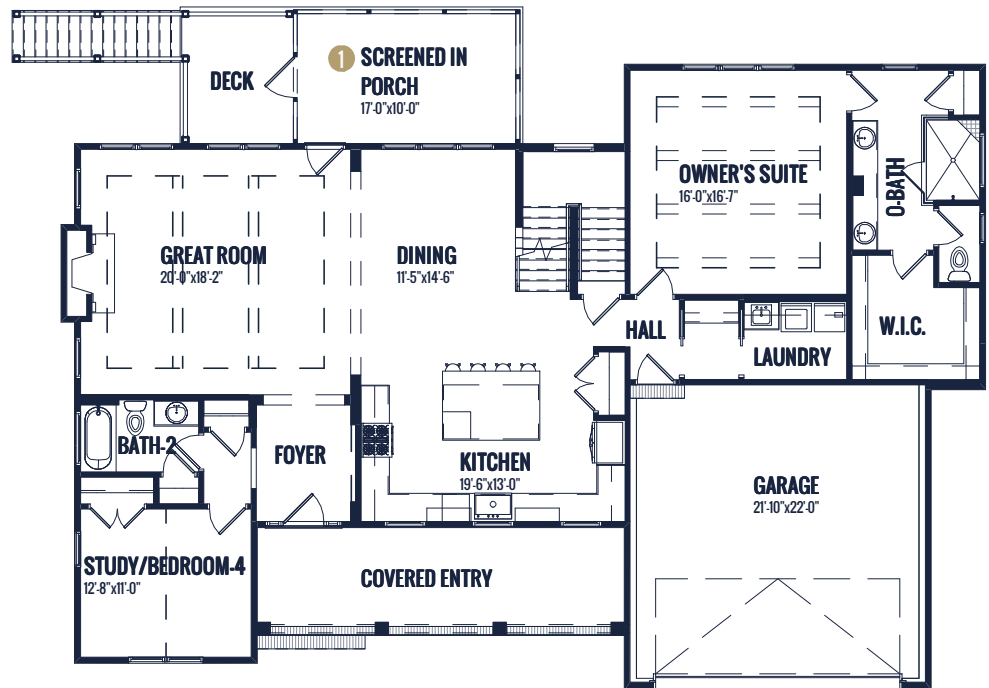 1
SCREENED IN
PORCH
17'-0"x10'-0"
DECK
OWNER'S SUITE
16'-0"x16'-7"
O-BATH
GREAT ROOM
20'-0"x18'-2"
DINING
11'-5"x14'-6"
HALL
W.I.C.
LAUNDRY
BATH-2
FOYER
KITCHEN
19'-6"x13'-0"
GARAGE
21'-10"x22'-0"
STUDY/BEDROOM-4
12'-8"x11'-0"
COVERED ENTRY